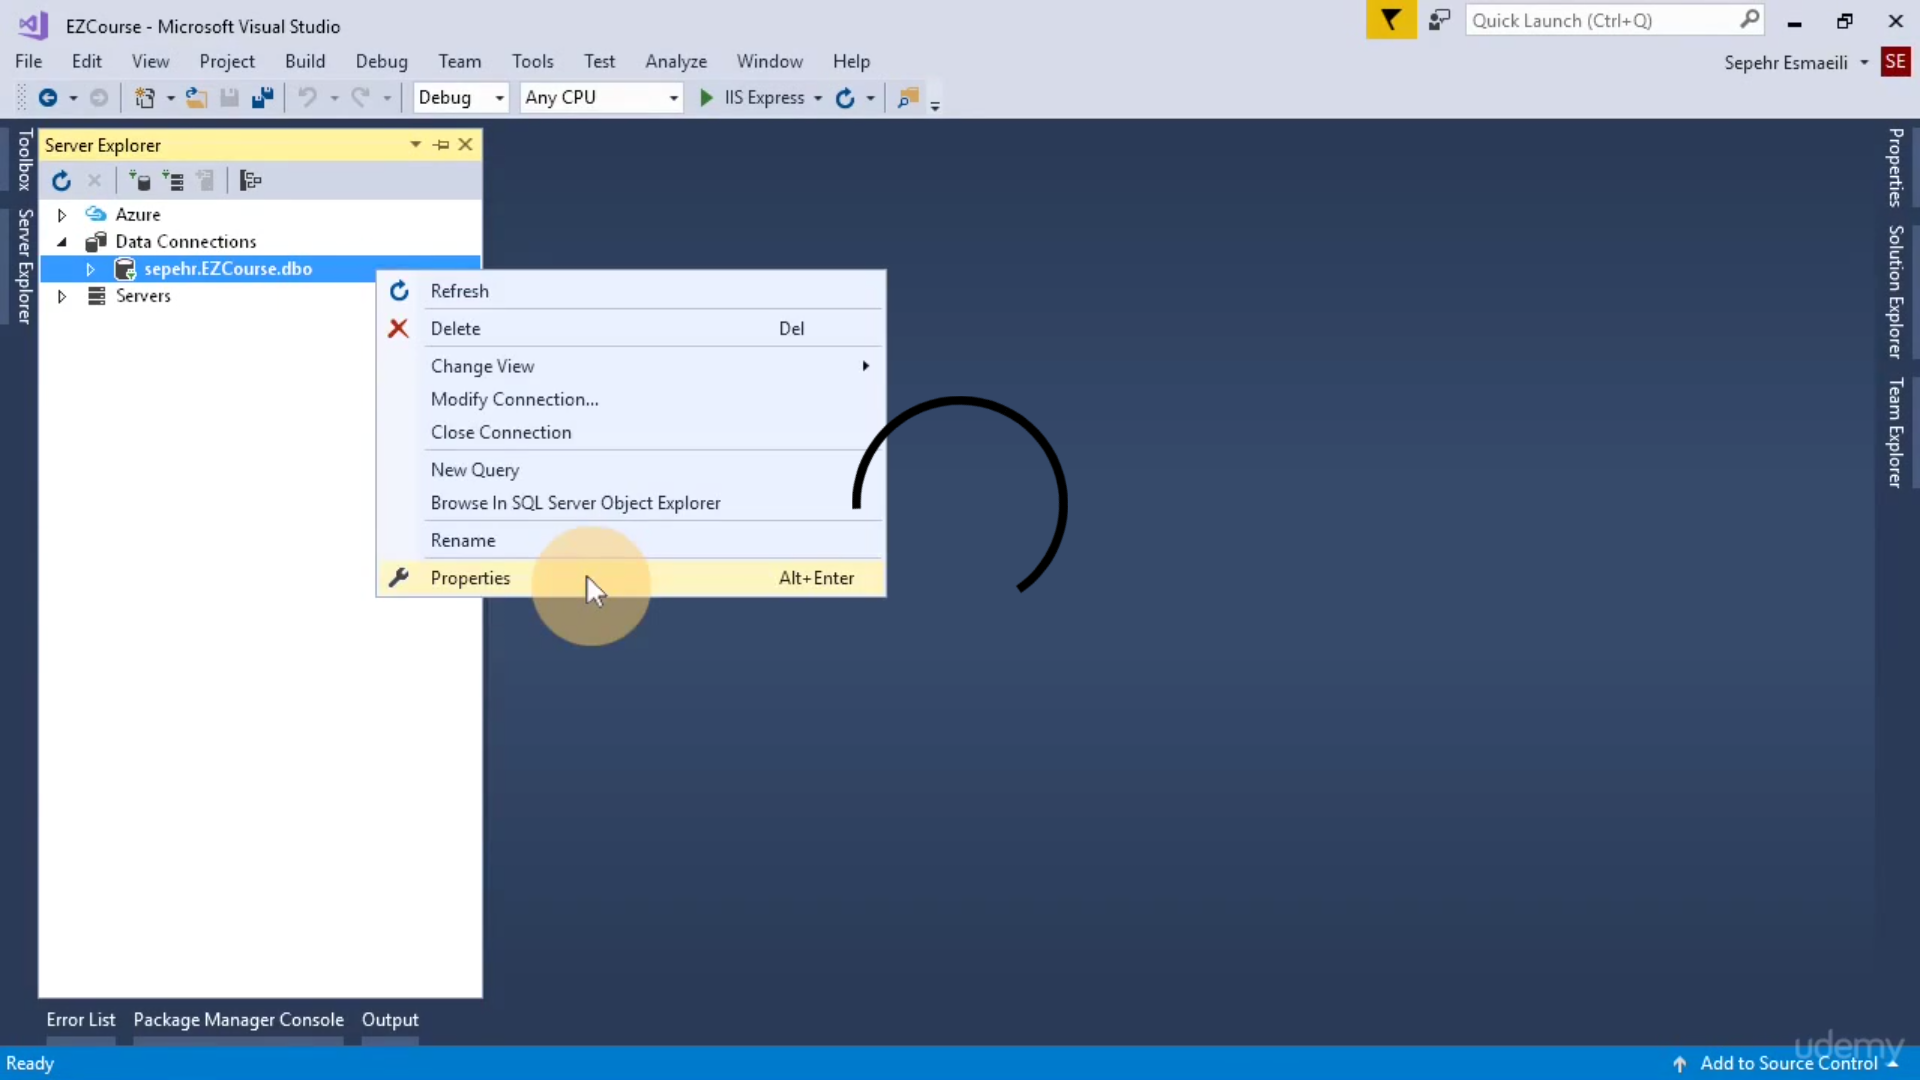 EZCourse - Microsoft Visual Studio
Quick Launch (Ctrl+Q)
File Edit View Project Build Debug Team Tools Test Analyze Window Help
Sepehr Esmaeili SE
Debug Any CPU IIS Express
Toolbox
Server Explorer
Server Explorer
Azure
Data Connections
sepehr.EZCourse.dbo
Servers
Refresh
Delete Del
Change View
Modify Connection...
Close Connection
New Query
Browse In SQL Server Object Explorer
Rename
Properties Alt+Enter
Properties
Solution Explorer
Team Explorer
Error List Package Manager Console Output
udemy
Ready
Add to Source Control